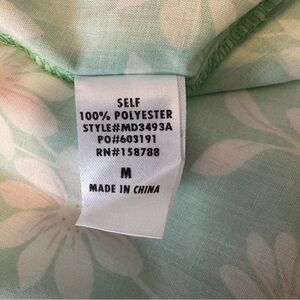 SELF
100% POLYESTER
STYLE#MD3493A
PO#603191
RN#158788
M
MADE IN CHINA